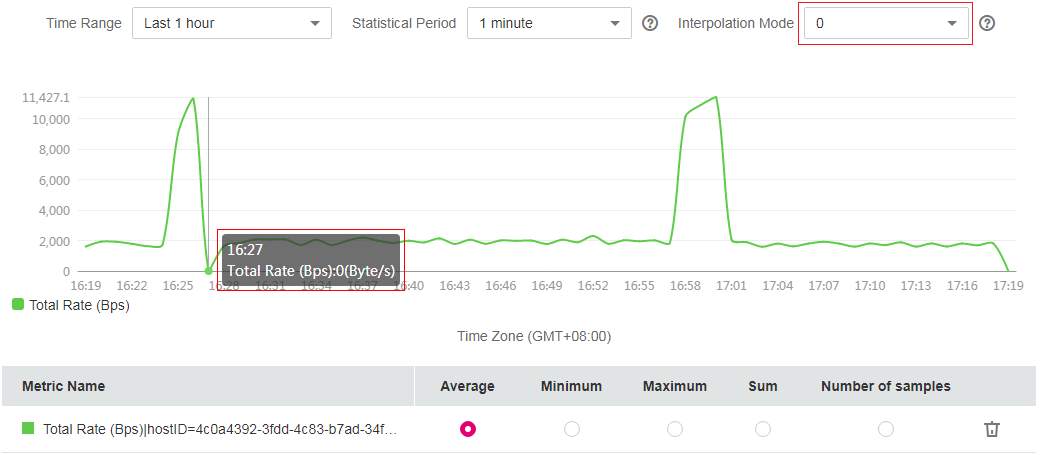 Time Range Last 1 hour Statistical Period 1 minute Interpolation Mode 0
11,427.1
10,000
8,000
6,000
4,000
2,000
0
16:27
Total Rate (Bps):0(Byte/s)
16:19 16:22 16:25 16:28 16:31 16:34 16:37 16:40 16:43 16:46 16:49 16:52 16:55 16:58 17:01 17:04 17:07 17:10 17:13 17:16 17:19
Total Rate (Bps)
Time Zone (GMT+08:00)
Metric Name Average Minimum Maximum Sum Number of samples
Total Rate (Bps)|hostID=4c0a4392-3fdd-4c83-b7ad-34f...